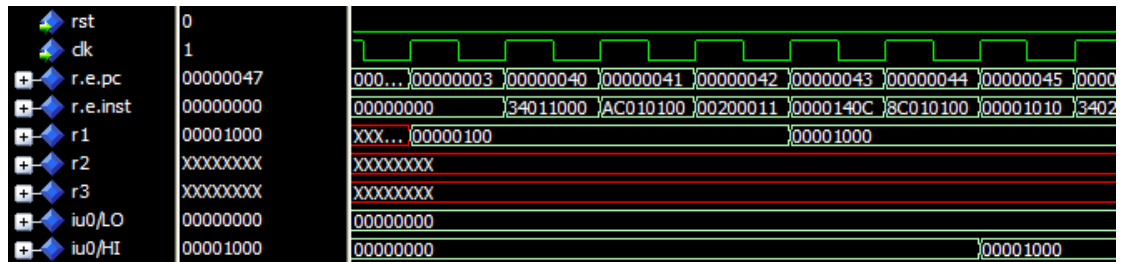 rst 0
clk 1
r.e.pc 00000047 000... 00000003 00000040 00000041 00000042 00000043 00000044 00000045 0000
r.e.inst 00000000 00000000 34011000 AC010100 00200011 0000140C 8C010100 00001010 3402
r1 00001000 XXX... 00000100 00001000
r2 XXXXXXXX XXXXXXXX
r3 XXXXXXXX XXXXXXXX
iu0/LO 00000000 00000000
iu0/HI 00001000 00000000 00001000